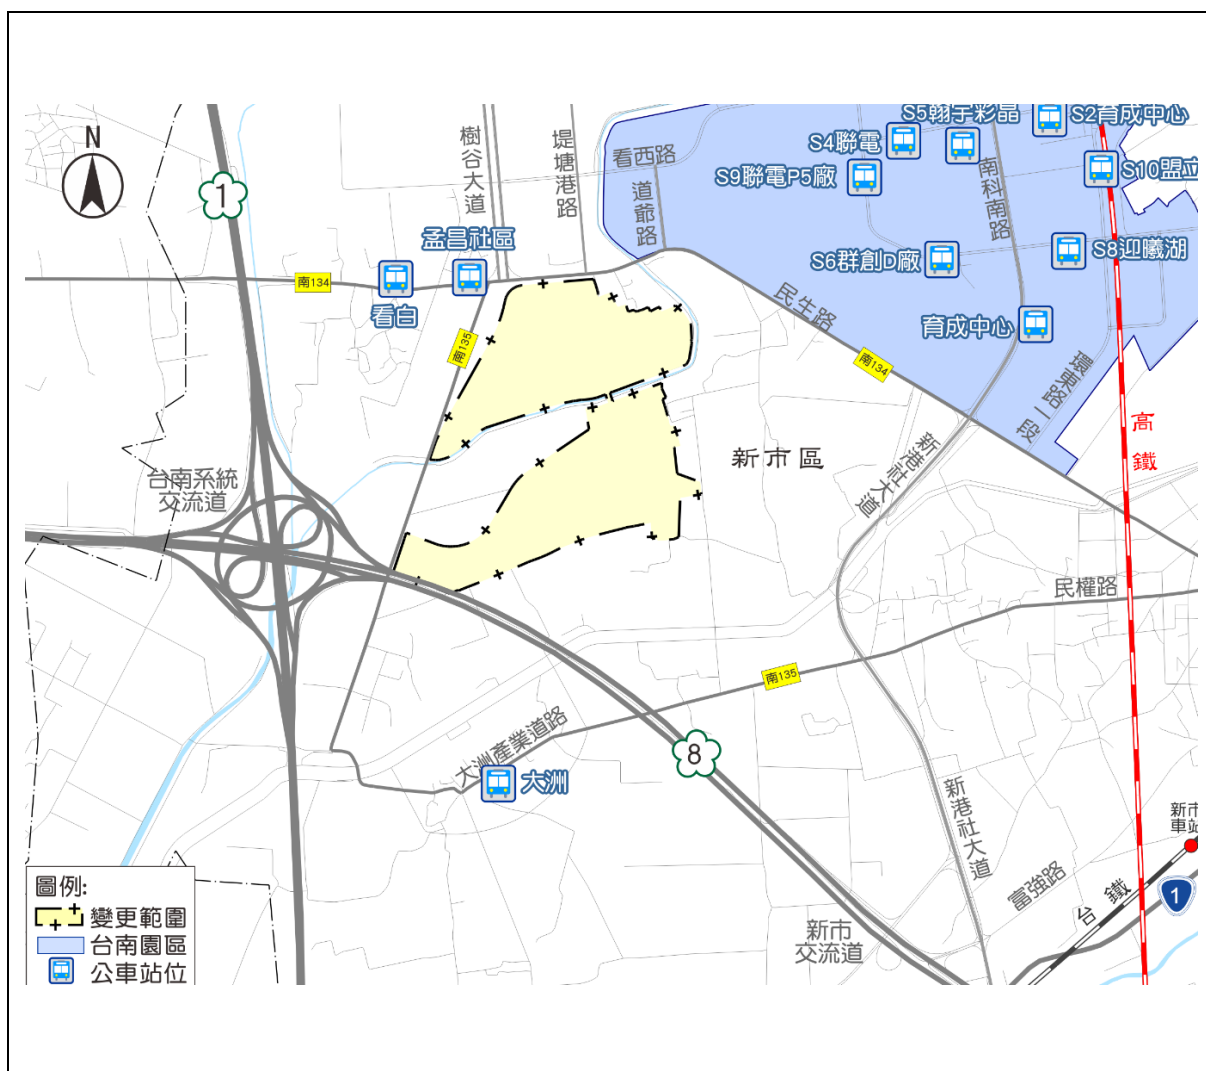 N
1
樹谷大道
堤塘港路
看西路
道爺路
S5翰宇彩晶
S2育成中心
S4聯電
S9聯電P5廠
S10盟立
南科南路
孟昌社區
S8迎曦湖
S6群創D廠
南134
看白
民生路
育成中心
南135
南134
環東路一段
高鐵
新市區
新港社大道
台南系統
交流道
民權路
南135
大洲產業道路
8
大洲
新港社大道
新市
車站
富強路
台鐵
1
新市
交流道
圖例:
變更範圍
台南園區
公車站位